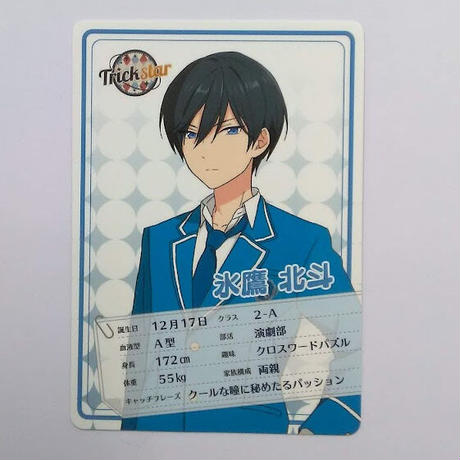 Trickstar
氷鷹 北斗
誕生日 12月17日 クラス 2-A
血液型 A型 部活 演劇部
身長 172cm 趣味 クロスワードパズル
体重 55kg 家族構成 両親
キャッチフレーズ クールな瞳に秘めたるパッション